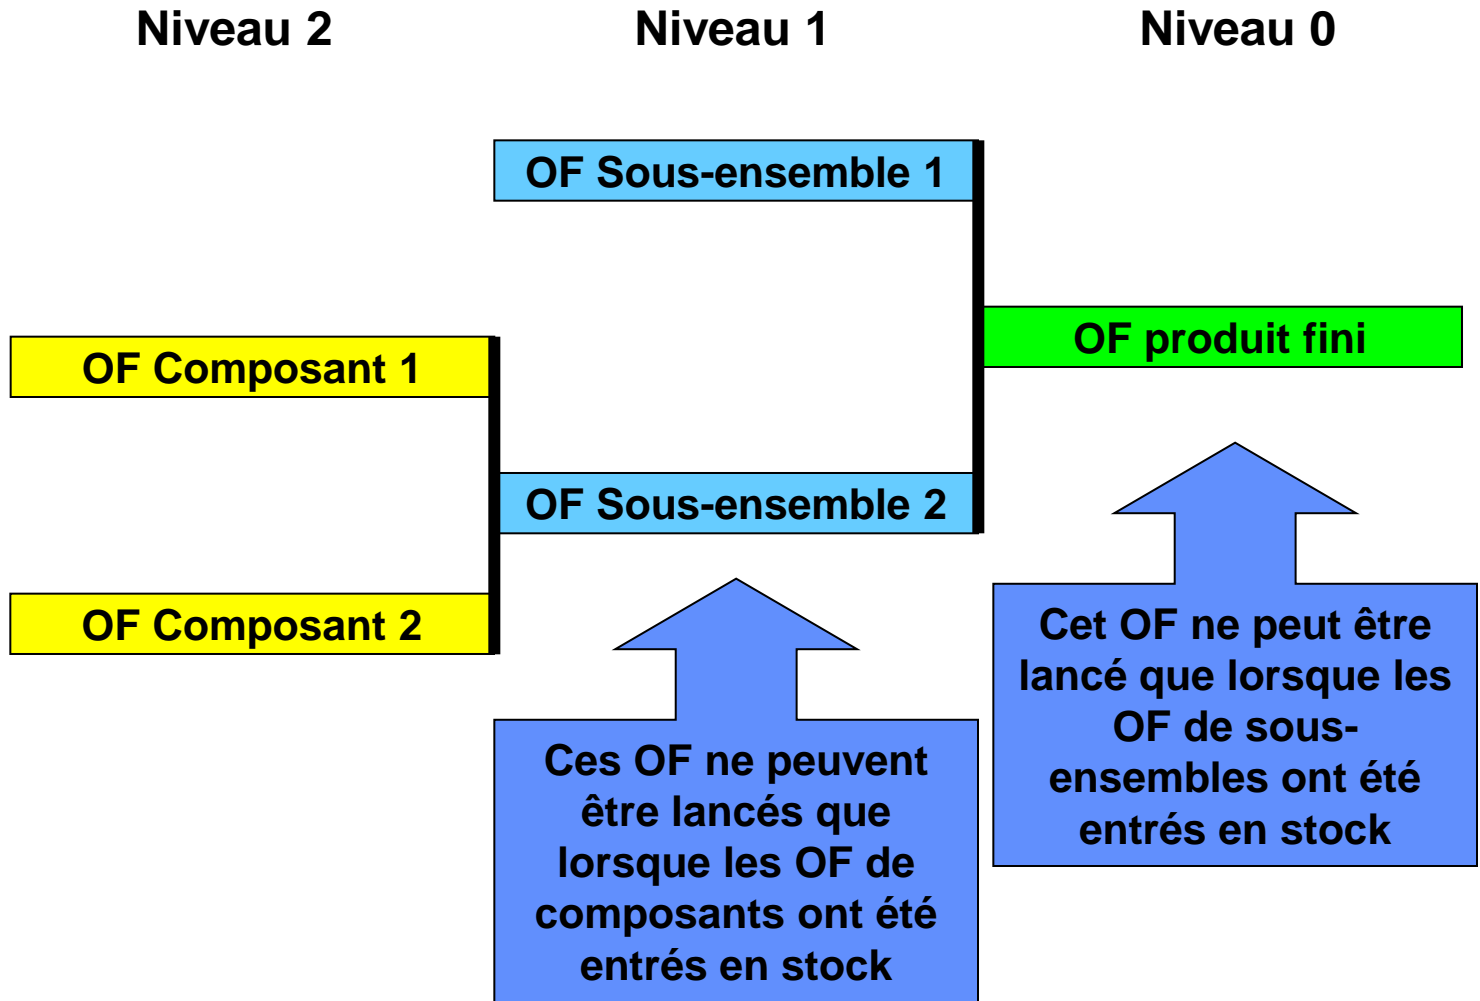 Niveau 2
Niveau 1
Niveau 0
OF Sous-ensemble 1
OF produit fini
OF Composant 1
OF Sous-ensemble 2
OF Composant 2
Ces OF ne peuvent
être lancés que
lorsque les OF de
composants ont été
entrés en stock
Cet OF ne peut être
lancé que lorsque les
OF de sous-
ensembles ont été
entrés en stock